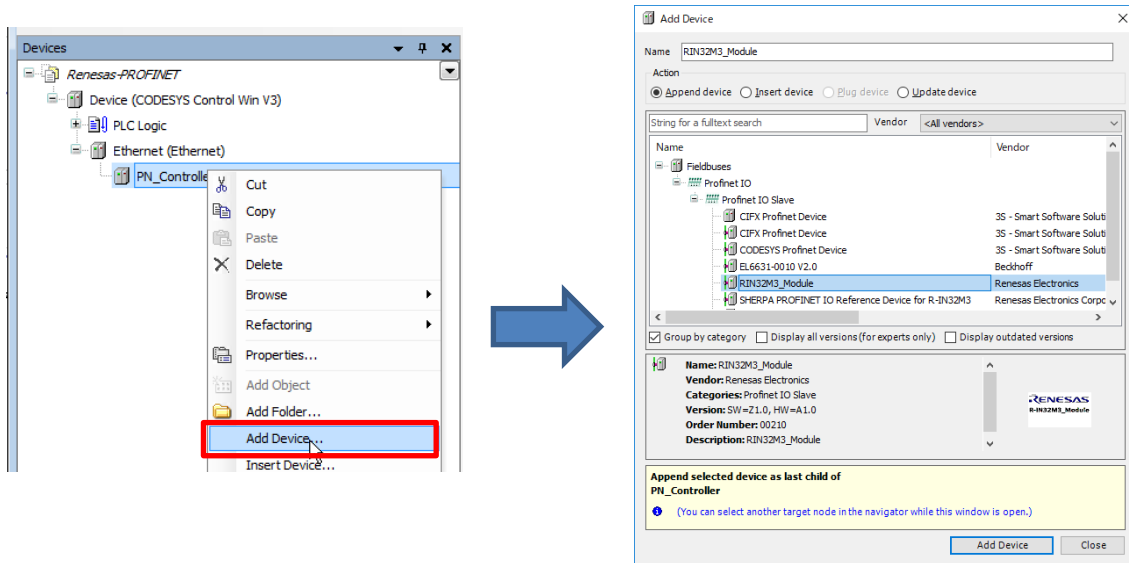 Devices
Renesas-PROFINET
Device (CODESYS Control Win V3)
PLC Logic
Ethernet (Ethernet)
PN_Controlle
Cut
Copy
Paste
Delete
Browse
Refactoring
Properties...
Add Object
Add Folder...
Add Device...
Insert Device...
Add Device
Name RIN32M3_Module
Action
Append device Insert device Plug device Update device
String for a fulltext search Vendor <All vendors>
Name Vendor
Fieldbuses
Profinet IO
Profinet IO Slave
CIFX Profinet Device 3S - Smart Software Soluti
CIFX Profinet Device 3S - Smart Software Soluti
CODESYS Profinet Device 3S - Smart Software Soluti
EL6631-0010 V2.0 Beckhoff
RIN32M3_Module Renesas Electronics
SHERPA PROFINET IO Reference Device for R-IN32M3 Renesas Electronics Corpo
Group by category Display all versions (for experts only) Display outdated versions
Name: RIN32M3_Module
Vendor: Renesas Electronics
Categories: Profinet IO Slave
Version: SW=Z1.0, HW=A1.0
Order Number: 00210
Description: RIN32M3_Module
RENESAS
R-IN32M3_Module
Append selected device as last child of
PN_Controller
(You can select another target node in the navigator while this window is open.)
Add Device Close